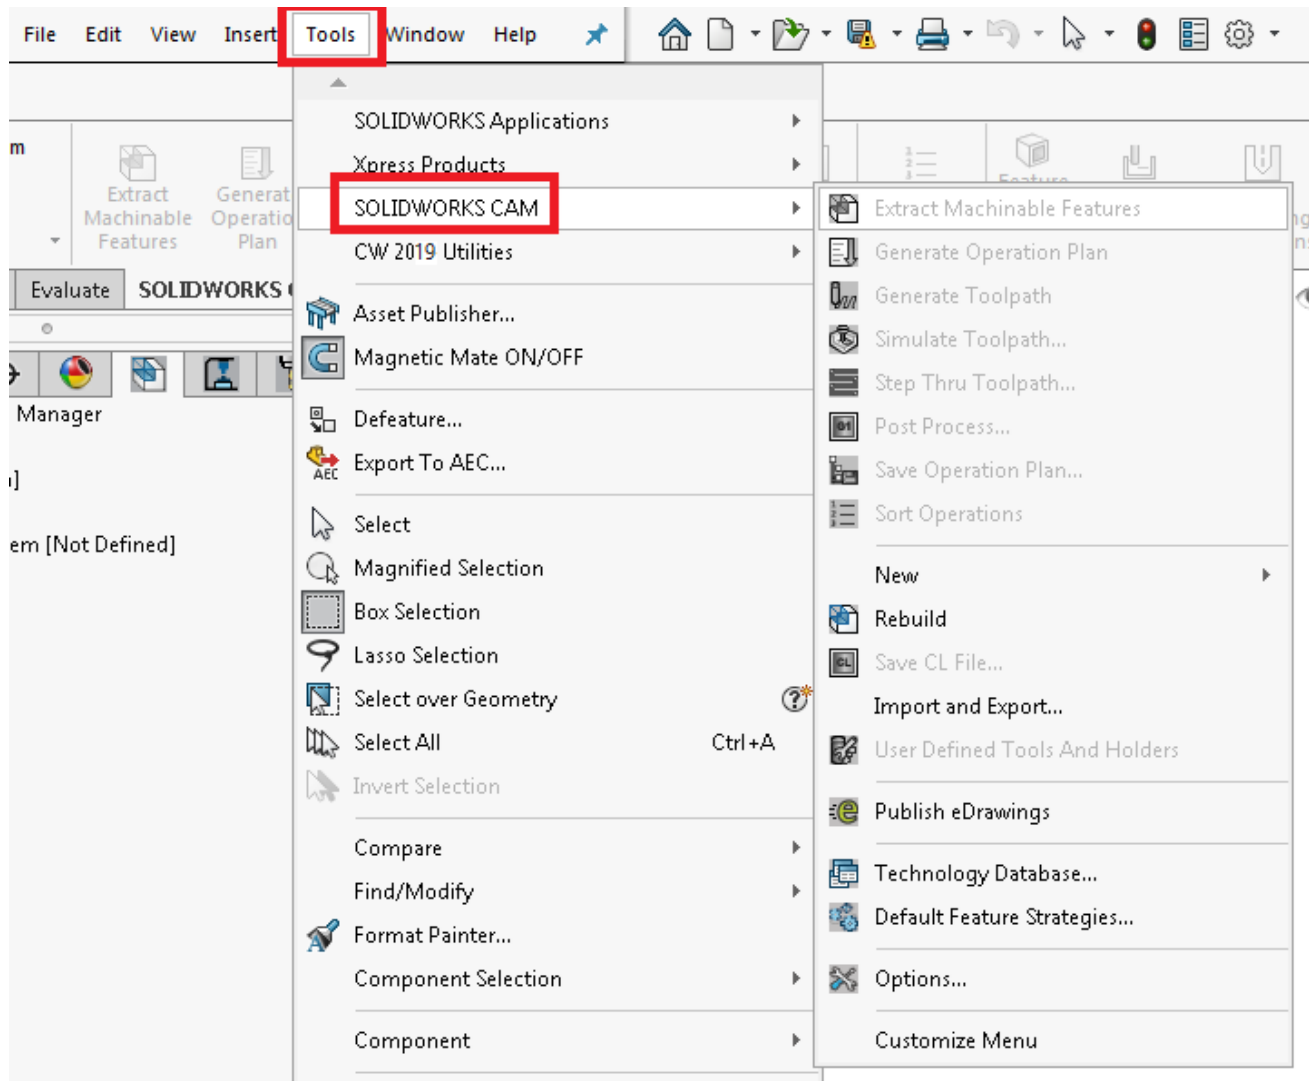 File Edit View Insert Tools Window Help
SOLIDWORKS Applications
m
Xpress Products
Extract Machinable Features
Generat Operatio Plan
Feature
SOLIDWORKS CAM
CW 2019 Utilities
Evaluate SOLIDWORKS
Asset Publisher...
Magnetic Mate ON/OFF
Manager
Defeature...
Export To AEC...
AEC
Select
em [Not Defined]
Magnified Selection
Box Selection
Lasso Selection
Select over Geometry
Select All Ctrl+A
Invert Selection
Compare
Find/Modify
Format Painter...
Component Selection
Component
Extract Machinable Features
Generate Operation Plan
Generate Toolpath
Simulate Toolpath...
Step Thru Toolpath...
Post Process...
Save Operation Plan...
Sort Operations
New
Rebuild
Save CL File...
Import and Export...
User Defined Tools And Holders
Publish eDrawings
Technology Database...
Default Feature Strategies...
Options...
Customize Menu